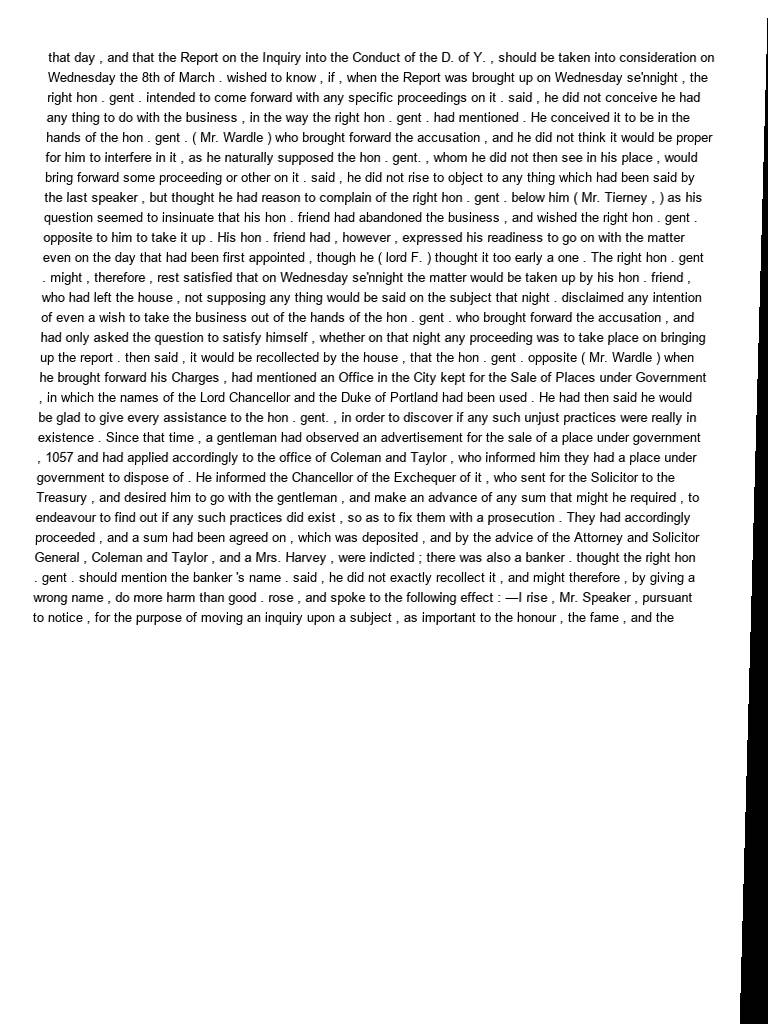 that day , and that the Report on the Inquiry into the Conduct of the D. of Y. , should be taken into consideration on
Wednesday the 8th of March . wished to know , if , when the Report was brought up on Wednesday se'nnight , the
right hon . gent . intended to come forward with any specific proceedings on it . said , he did not conceive he had
any thing to do with the business , in the way the right hon . gent . had mentioned . He conceived it to be in the
hands of the hon . gent . ( Mr. Wardle ) who brought forward the accusation , and he did not think it would be proper
for him to interfere in it , as he naturally supposed the hon . gent. , whom he did not then see in his place , would
bring forward some proceeding or other on it . said , he did not rise to object to any thing which had been said by
the last speaker , but thought he had reason to complain of the right hon . gent . below him ( Mr. Tierney , ) as his
question seemed to insinuate that his hon . friend had abandoned the business , and wished the right hon . gent .
opposite to him to take it up . His hon . friend had , however , expressed his readiness to go on with the matter
even on the day that had been first appointed , though he ( lord F. ) thought it too early a one . The right hon . gent
. might , therefore , rest satisfied that on Wednesday se'nnight the matter would be taken up by his hon . friend ,
who had left the house , not supposing any thing would be said on the subject that night . disclaimed any intention
of even a wish to take the business out of the hands of the hon . gent . who brought forward the accusation , and
had only asked the question to satisfy himself , whether on that night any proceeding was to take place on bringing
up the report . then said , it would be recollected by the house , that the hon . gent . opposite ( Mr. Wardle ) when
he brought forward his Charges , had mentioned an Office in the City kept for the Sale of Places under Government
, in which the names of the Lord Chancellor and the Duke of Portland had been used . He had then said he would
be glad to give every assistance to the hon . gent. , in order to discover if any such unjust practices were really in
existence . Since that time , a gentleman had observed an advertisement for the sale of a place under government
, 1057 and had applied accordingly to the office of Coleman and Taylor , who informed him they had a place under
government to dispose of . He informed the Chancellor of the Exchequer of it , who sent for the Solicitor to the
Treasury , and desired him to go with the gentleman , and make an advance of any sum that might he required , to
endeavour to find out if any such practices did exist , so as to fix them with a prosecution . They had accordingly
proceeded , and a sum had been agreed on , which was deposited , and by the advice of the Attorney and Solicitor
General , Coleman and Taylor , and a Mrs. Harvey , were indicted ; there was also a banker . thought the right hon
. gent . should mention the banker 's name . said , he did not exactly recollect it , and might therefore , by giving a
wrong name , do more harm than good . rose , and spoke to the following effect : —I rise , Mr. Speaker , pursuant
to notice , for the purpose of moving an inquiry upon a subject , as important to the honour , the fame , and the